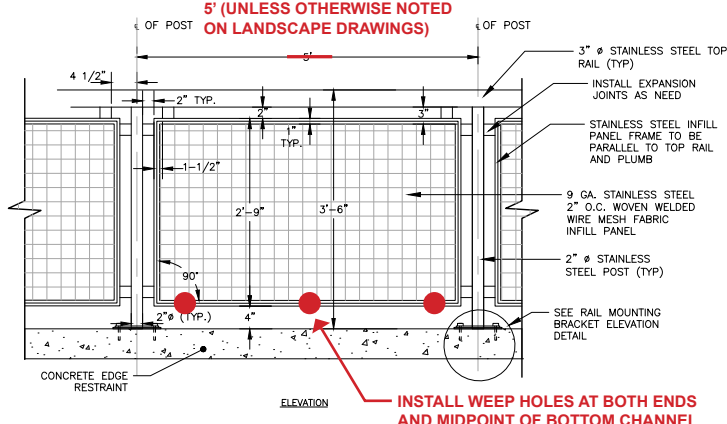 5' (UNLESS OTHERWISE NOTED
ON LANDSCAPE DRAWINGS)
℄ OF POST
℄ OF POST
5'
3" ø STAINLESS STEEL TOP
RAIL (TYP)
4 1/2"
INSTALL EXPANSION
JOINTS AS NEED
2" TYP.
2"
3"
1"
TYP.
STAINLESS STEEL INFILL
PANEL FRAME TO BE
PARALLEL TO TOP RAIL
AND PLUMB
1-1/2"
2'-9"
3'-6"
9 GA. STAINLESS STEEL
2" O.C. WOVEN WELDED
WIRE MESH FABRIC
INFILL PANEL
90°
2" ø STAINLESS
STEEL POST (TYP)
2"ø (TYP.)
4"
SEE RAIL MOUNTING
BRACKET ELEVATION
DETAIL
CONCRETE EDGE
RESTRAINT
ELEVATION
INSTALL WEEP HOLES AT BOTH ENDS
AND MIDPOINT OF BOTTOM CHANNEL